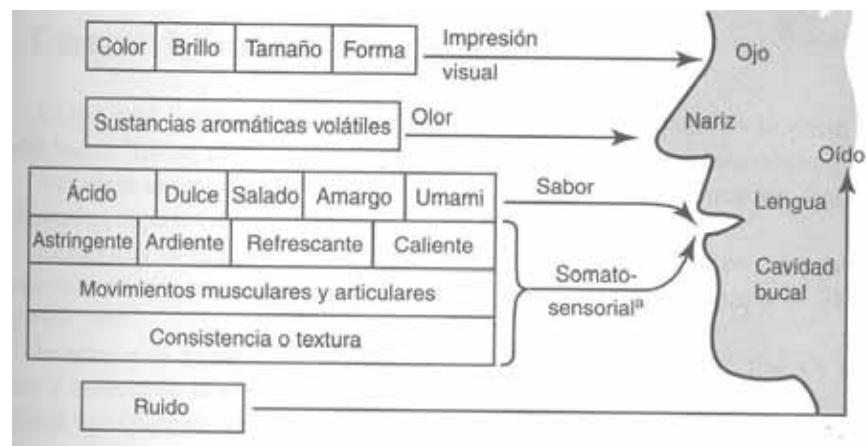 Color Brillo Tamaño Forma
Impresión
visual
Ojo
Sustancias aromáticas volátiles
Olor
Nariz
Oído
Ácido Dulce Salado Amargo Umami
Sabor
Lengua
Astringente Ardiente Refrescante Caliente
Movimientos musculares y articulares
Consistencia o textura
Somato-
sensorialª
Cavidad
bucal
Ruido